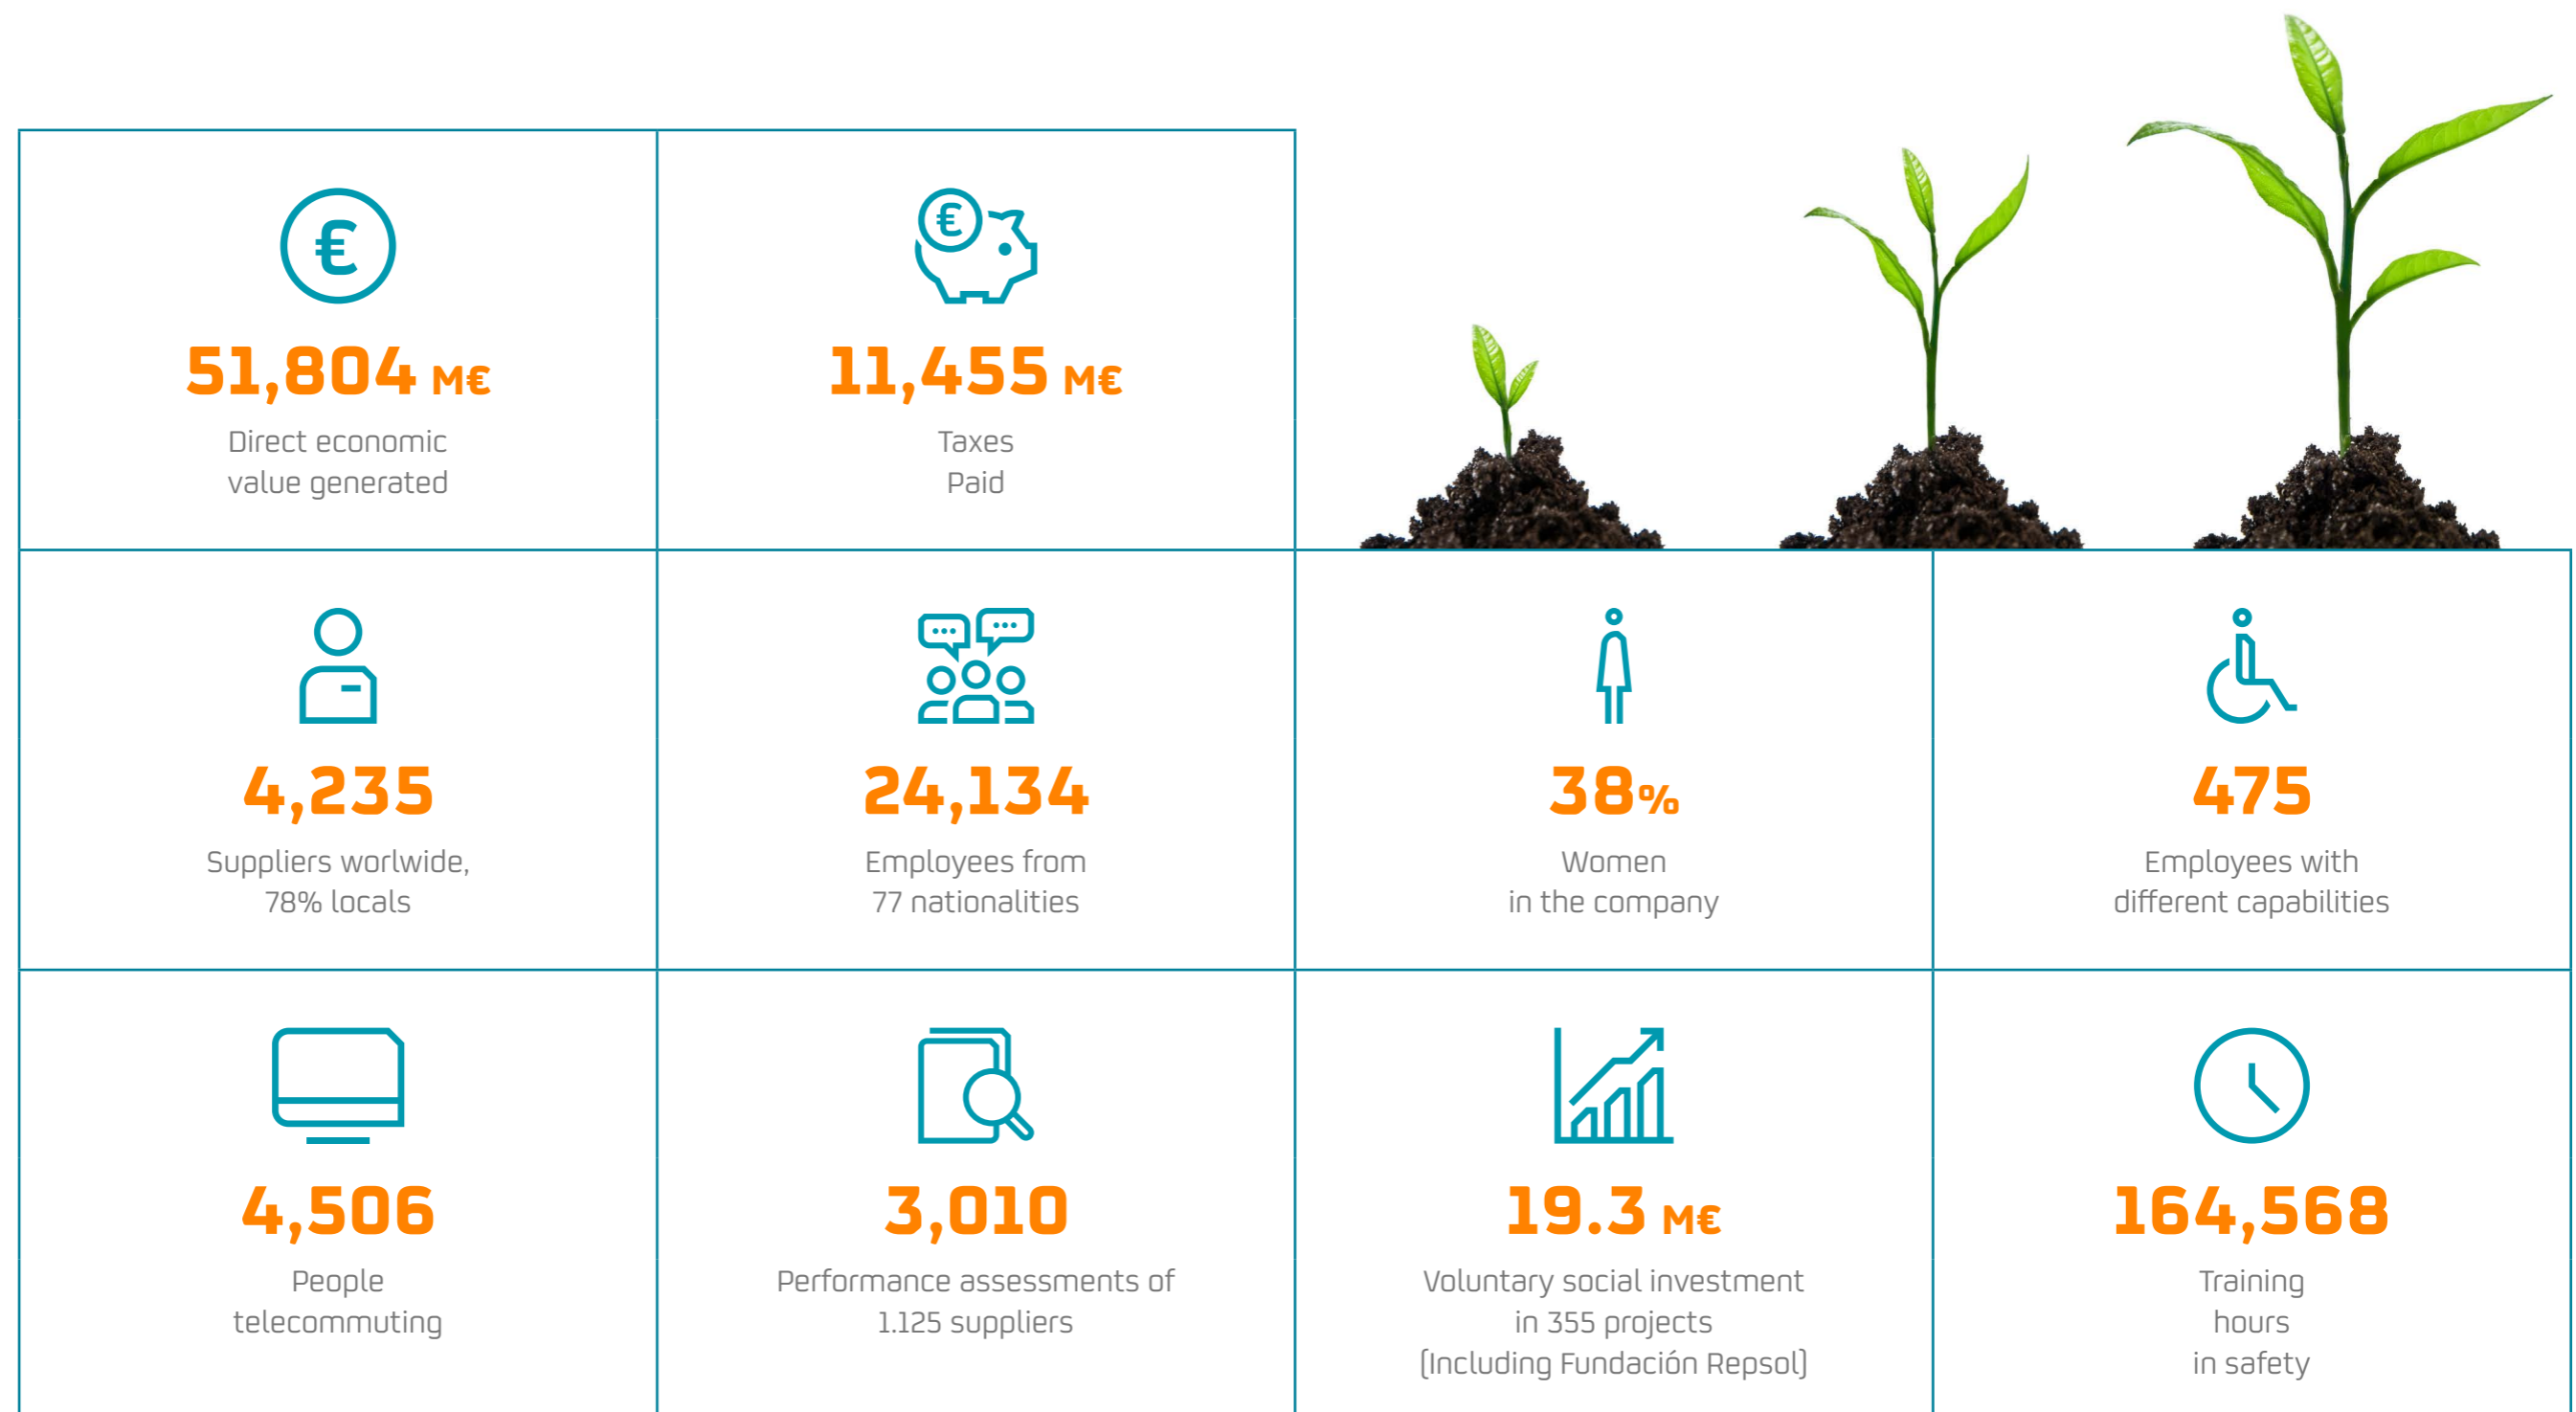 €
€
51,804 M€
Direct economic
value generated
11,455 M€
Taxes
Paid
4,235
Suppliers worlwide,
78% locals
24,134
Employees from
77 nationalities
38%
Women
in the company
475
Employees with
different capabilities
4,506
People
telecommuting
3,010
Performance assessments of
1.125 suppliers
19.3 M€
Voluntary social investment
in 355 projects
(Including Fundación Repsol)
164,568
Training
hours
in safety